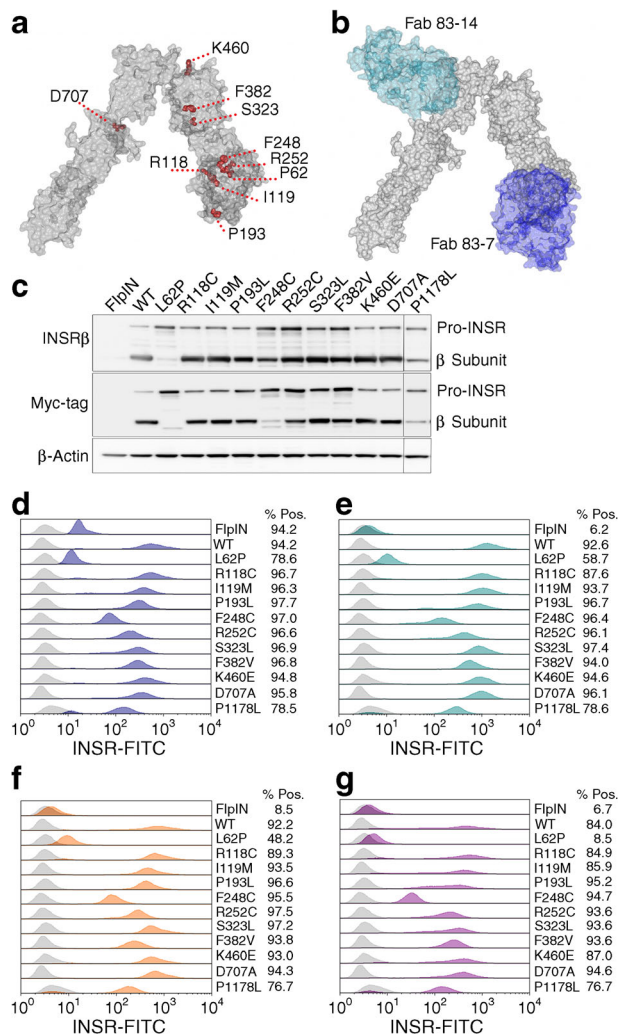 a
K460
F382
S323
D707
F248
R252
P62
R118
I119
P193
b
Fab 83-14
Fab 83-7
c
FlpIN
WT
L62P
R118C
I119M
P193L
F248C
R252C
S323L
F382V
K460E
D707A
P1178L
INSRβ
Pro-INSR
β Subunit
Myc-tag
Pro-INSR
β Subunit
β-Actin
d
% Pos.
FlpIN 94.2
WT 94.2
L62P 78.6
R118C 96.7
I119M 96.3
P193L 97.7
F248C 97.0
R252C 96.6
S323L 96.9
F382V 96.8
K460E 94.8
D707A 95.8
P1178L 78.5
10⁰ 10¹ 10² 10³ 10⁴
INSR-FITC
e
% Pos.
FlpIN 6.2
WT 92.6
L62P 58.7
R118C 87.6
I119M 93.7
P193L 96.7
F248C 96.4
R252C 96.1
S323L 97.4
F382V 94.0
K460E 94.6
D707A 96.1
P1178L 78.6
10⁰ 10¹ 10² 10³ 10⁴
INSR-FITC
f
% Pos.
FlpIN 8.5
WT 92.2
L62P 48.2
R118C 89.3
I119M 93.5
P193L 96.6
F248C 95.5
R252C 97.5
S323L 97.2
F382V 93.8
K460E 93.0
D707A 94.3
P1178L 76.7
10⁰ 10¹ 10² 10³ 10⁴
INSR-FITC
g
% Pos.
FlpIN 6.7
WT 84.0
L62P 8.5
R118C 84.9
I119M 85.9
P193L 95.2
F248C 94.7
R252C 93.6
S323L 93.6
F382V 93.6
K460E 87.0
D707A 94.6
P1178L 76.7
10⁰ 10¹ 10² 10³ 10⁴
INSR-FITC